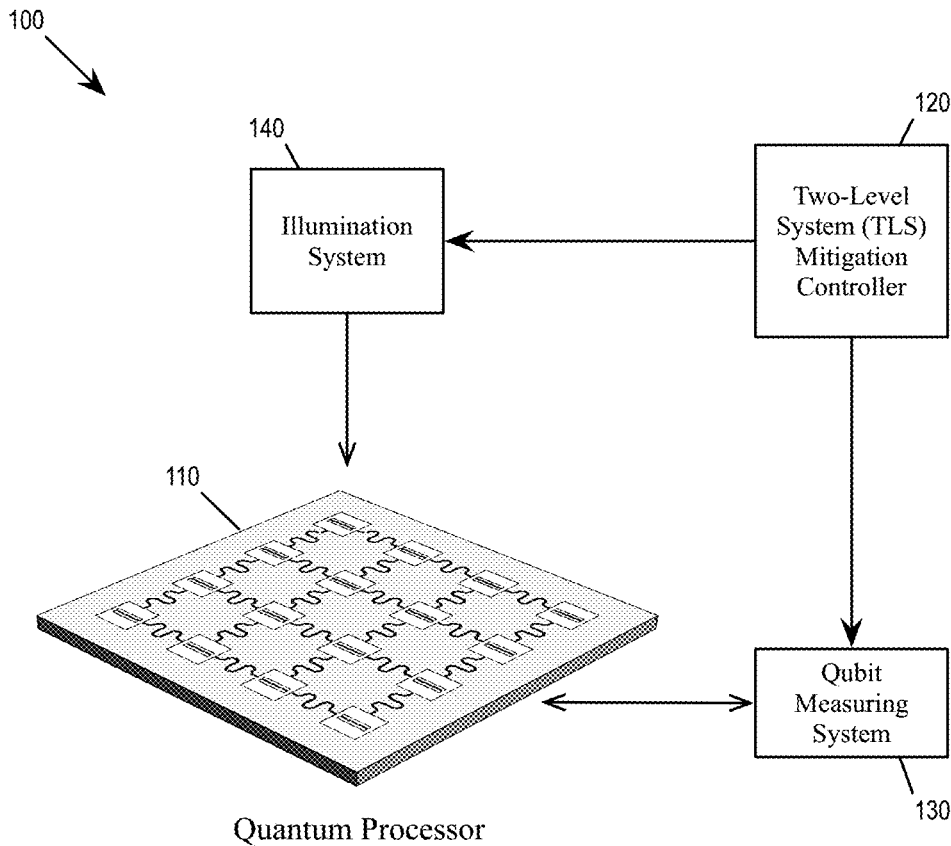 100
140
120
Illumination
System
Two-Level
System (TLS)
Mitigation
Controller
110
Qubit
Measuring
System
130
Quantum Processor